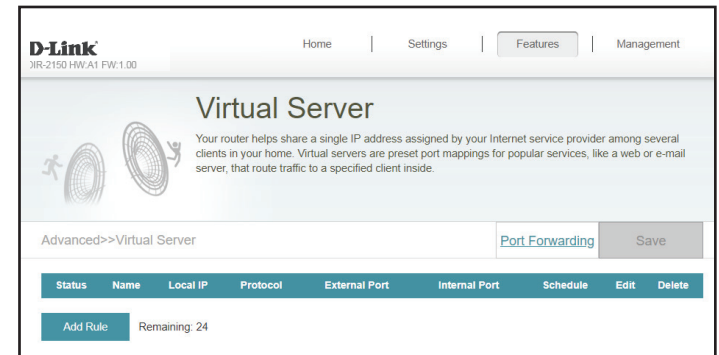 D-Link
DIR-2150 HW:A1 FW:1.00
Home Settings Features Management
Virtual Server
Your router helps share a single IP address assigned by your Internet service provider among several
clients in your home. Virtual servers are preset port mappings for popular services, like a web or e-mail
server, that route traffic to a specified client inside.
Advanced>>Virtual Server Port Forwarding Save
Status Name Local IP Protocol External Port Internal Port Schedule Edit Delete
Add Rule Remaining: 24